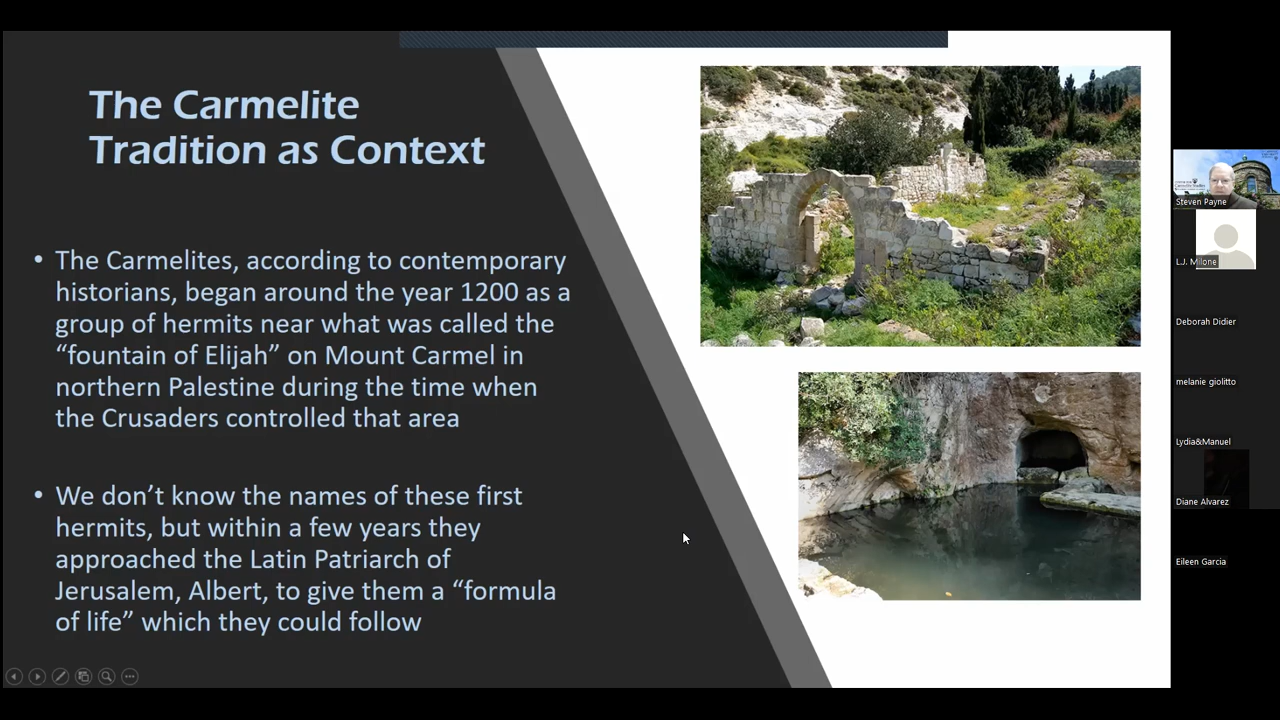 The Carmelite
Tradition as Context
• The Carmelites, according to contemporary
historians, began around the year 1200 as a
group of hermits near what was called the
“fountain of Elijah” on Mount Carmel in
northern Palestine during the time when
the Crusaders controlled that area
• We don’t know the names of these first
hermits, but within a few years they
approached the Latin Patriarch of
Jerusalem, Albert, to give them a “formula
of life” which they could follow
Steven Payne
L.J. Milone
Deborah Didier
melanie giolitto
Lydia&Manuel
Diane Alvarez
Eileen Garcia